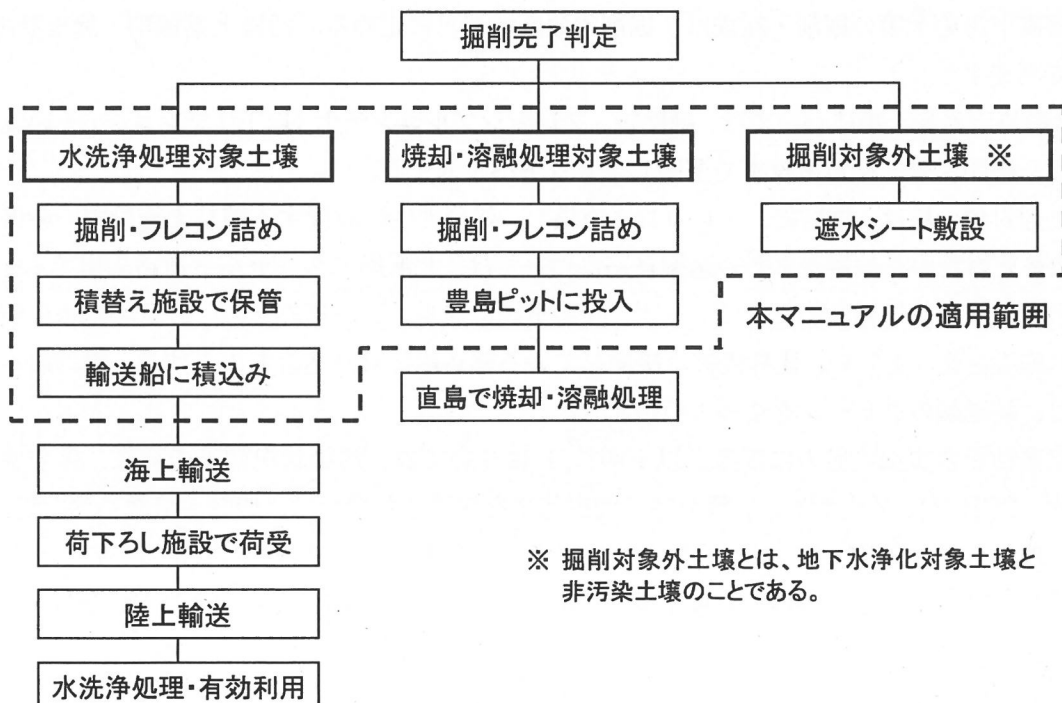 掘削完了判定
水洗浄処理対象土壌
焼却・溶融処理対象土壌
掘削対象外土壌 ※
掘削・フレコン詰め
掘削・フレコン詰め
遮水シート敷設
積替え施設で保管
豊島ピットに投入
本マニュアルの適用範囲
輸送船に積込み
直島で焼却・溶融処理
海上輸送
荷下ろし施設で荷受
※ 掘削対象外土壌とは、地下水浄化対象土壌と
非汚染土壌のことである。
陸上輸送
水洗浄処理・有効利用